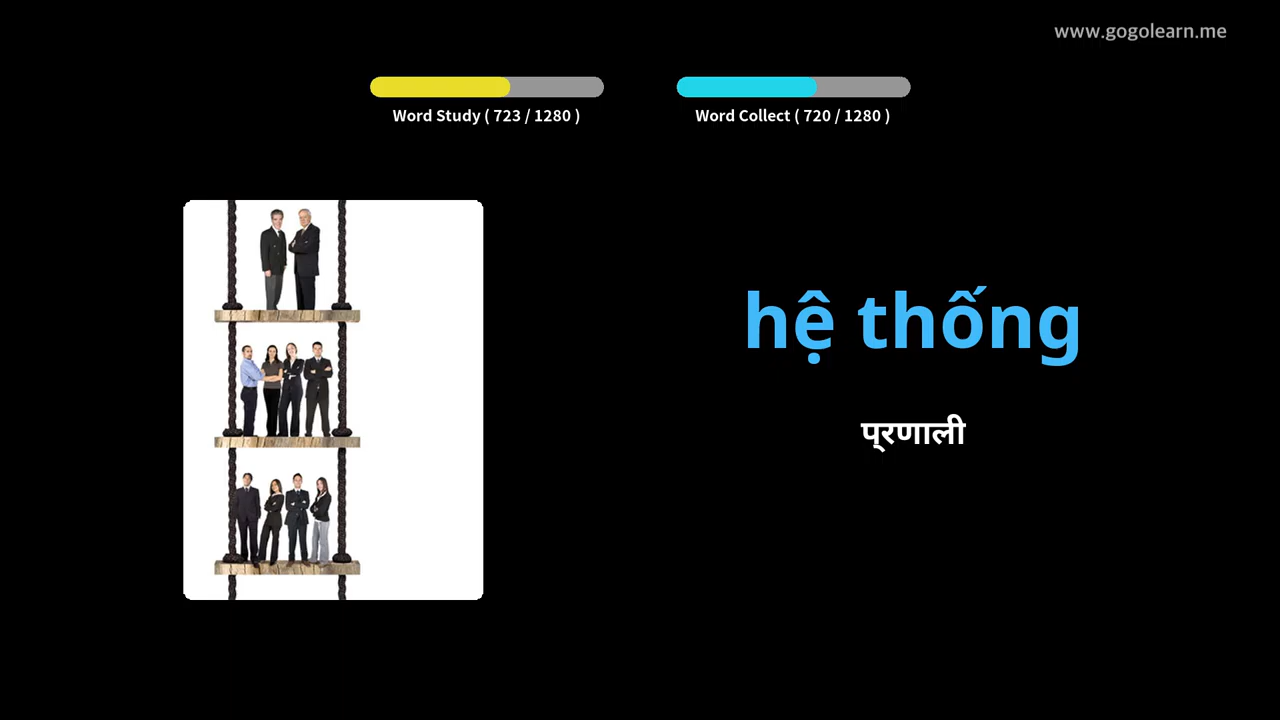 www.gogolearn.me
Word Study ( 723 / 1280 )
Word Collect ( 720 / 1280 )
hệ thống
प्रणाली